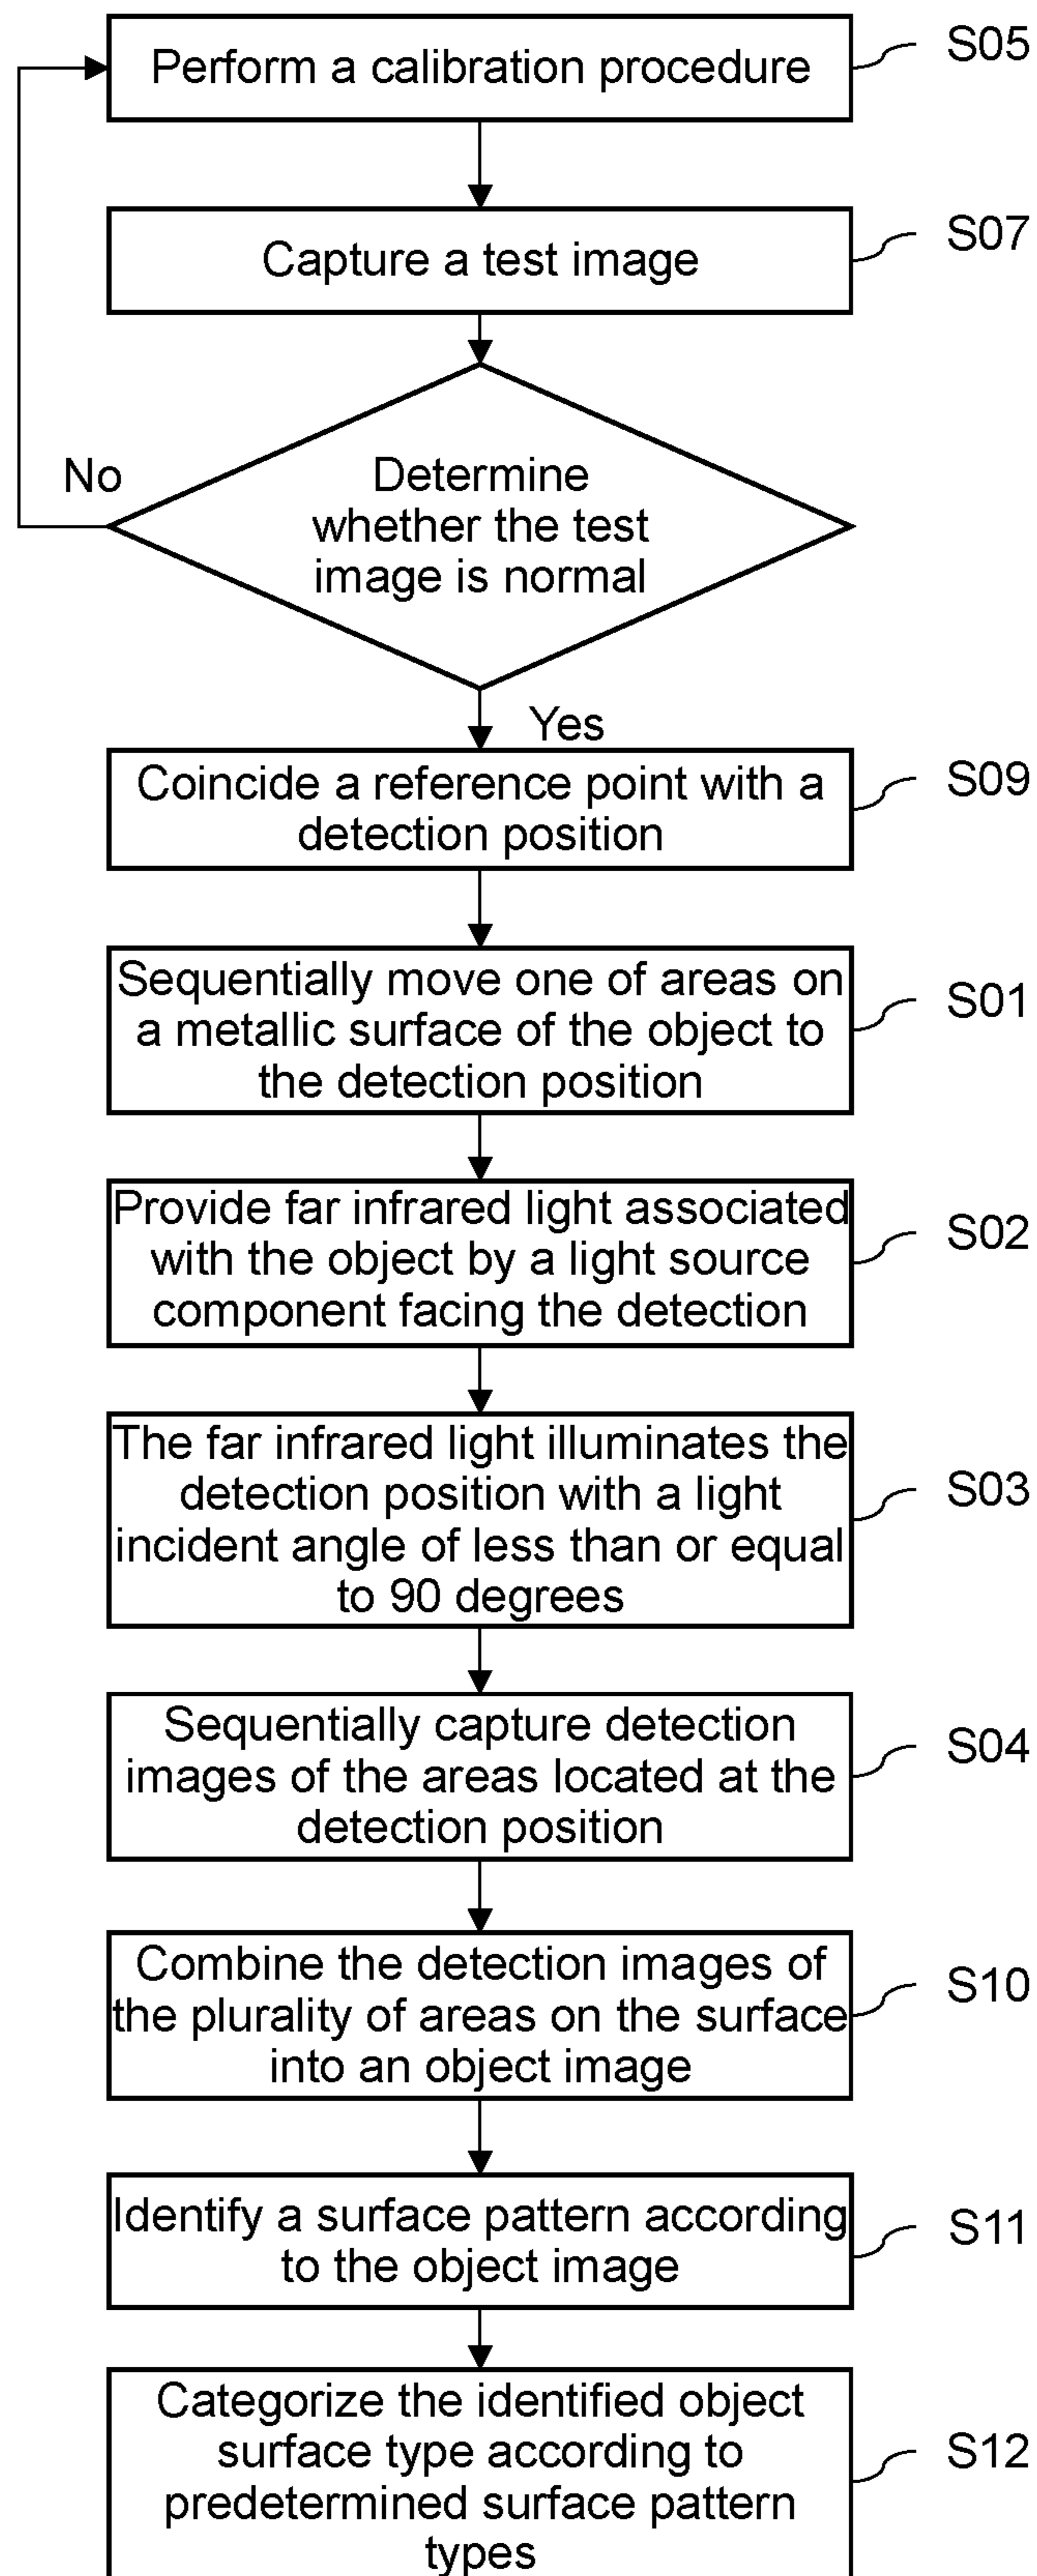 Perform a calibration procedure
S05
Capture a test image
S07
Determine
whether the test
image is normal
No
Yes
Coincide a reference point with a
detection position
S09
Sequentially move one of areas on
a metallic surface of the object to
the detection position
S01
Provide far infrared light associated
with the object by a light source
component facing the detection
S02
The far infrared light illuminates the
detection position with a light
incident angle of less than or equal
to 90 degrees
S03
Sequentially capture detection
images of the areas located at the
detection position
S04
Combine the detection images of
the plurality of areas on the surface
into an object image
S10
Identify a surface pattern according
to the object image
S11
Categorize the identified object
surface type according to
predetermined surface pattern
types
S12